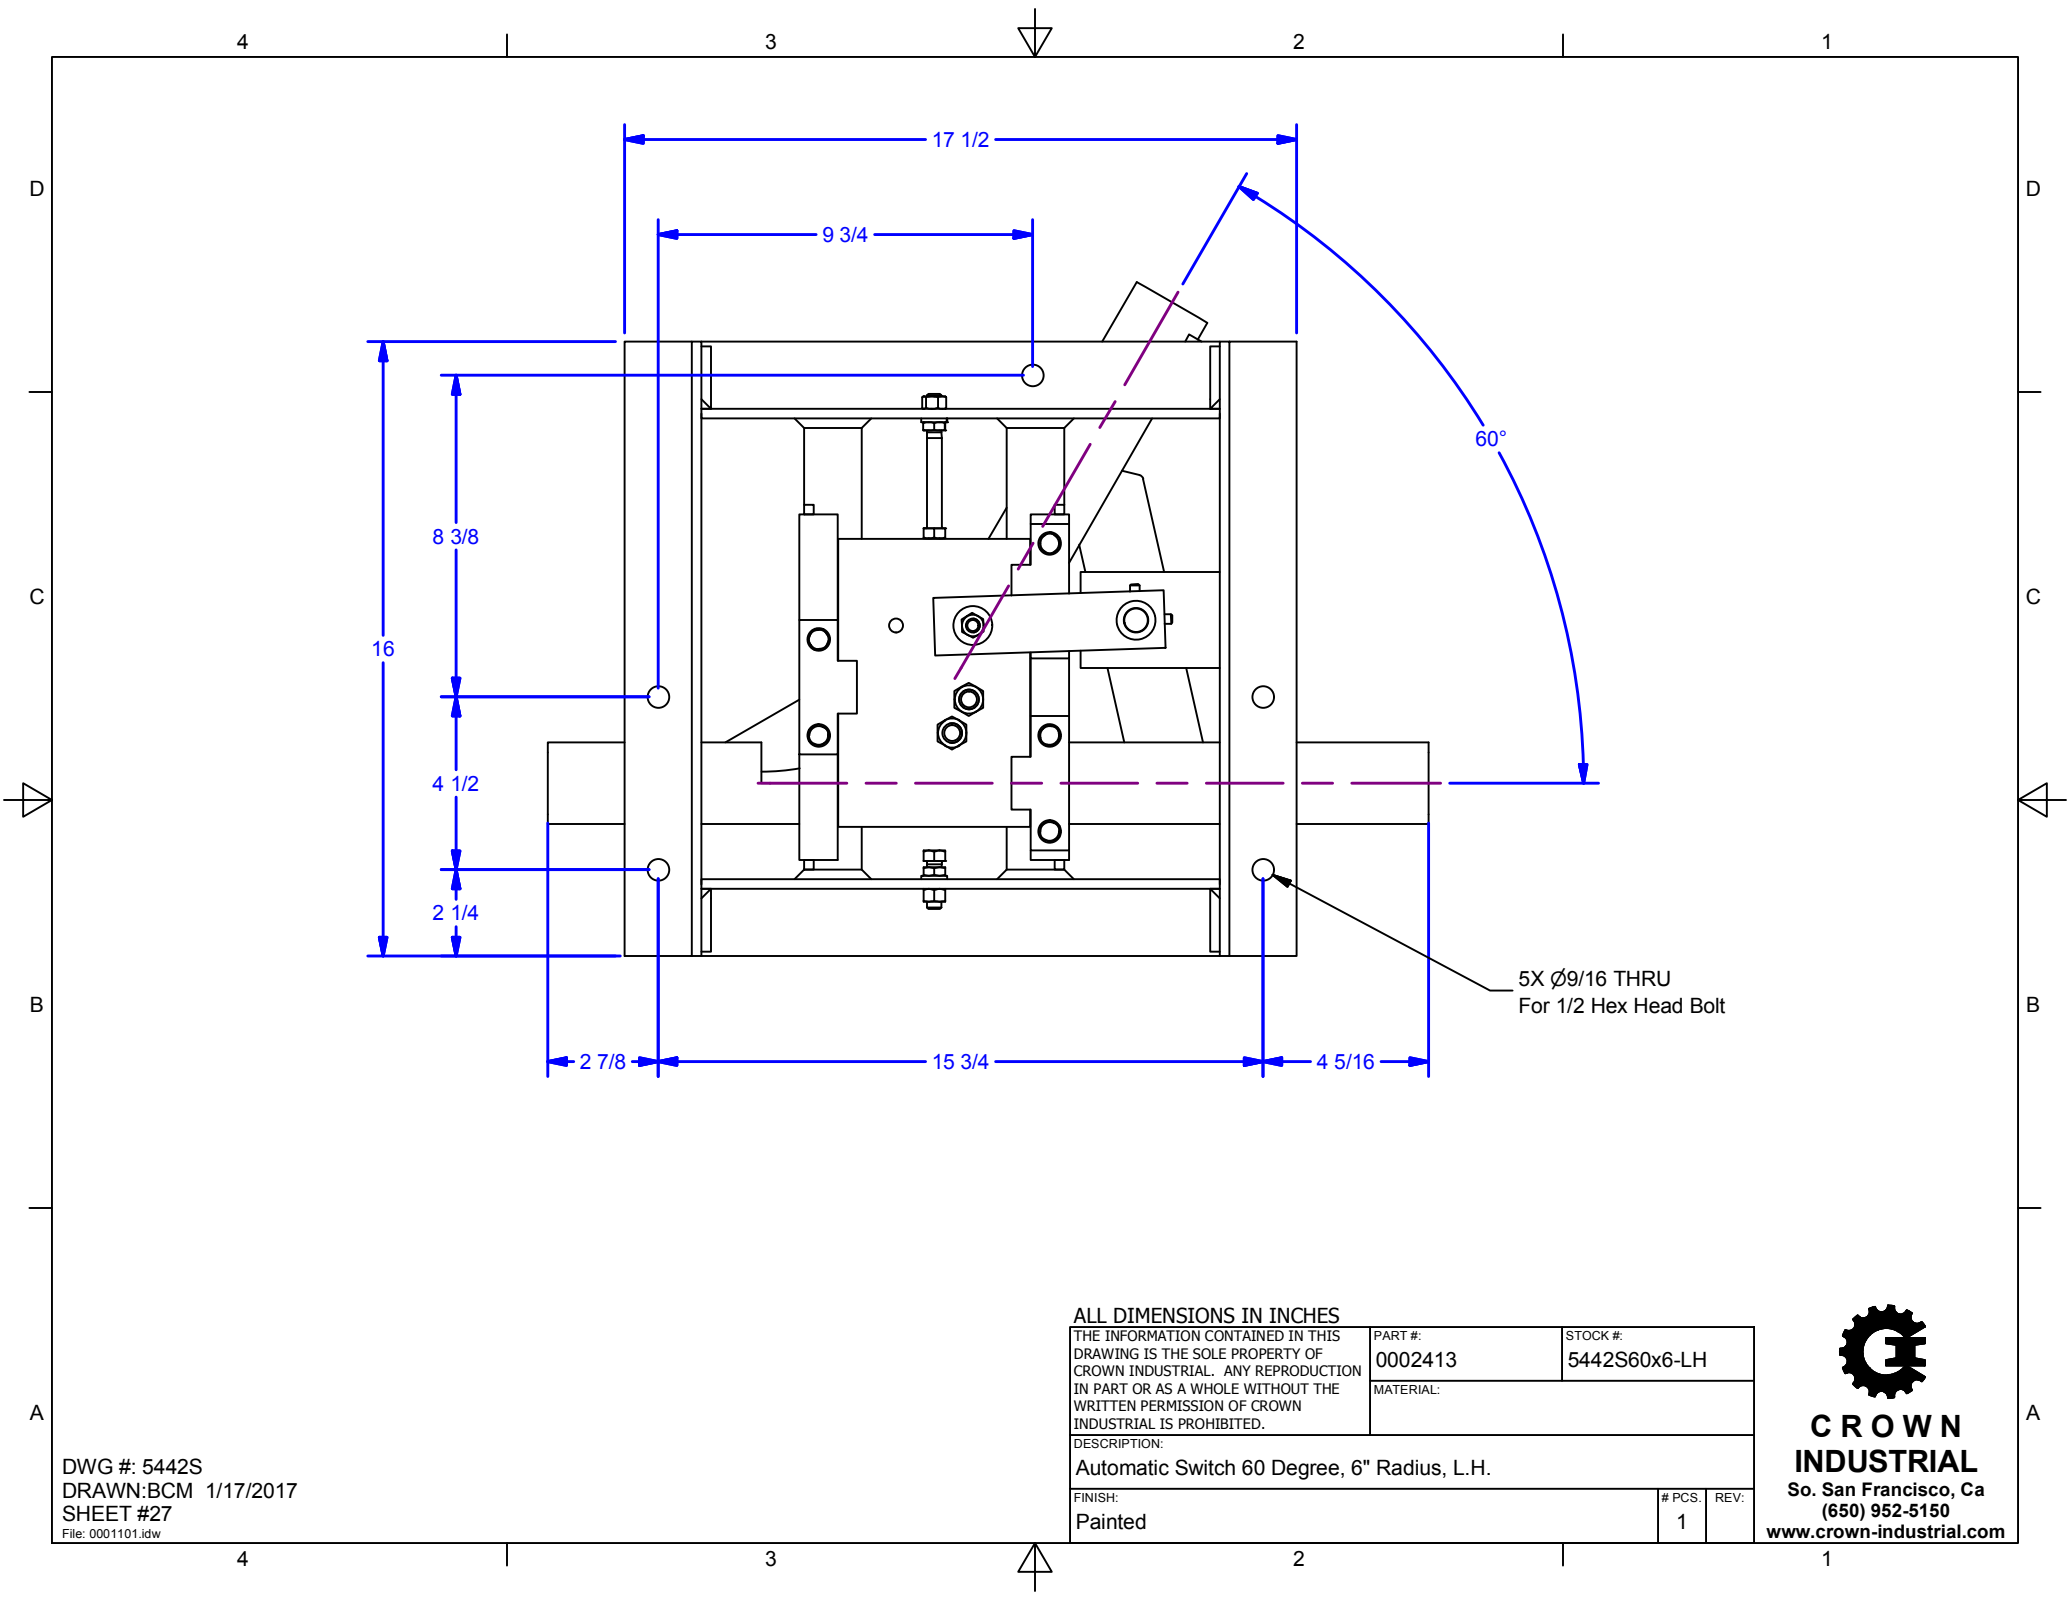 4 3 2 1
17 1/2
D D
9 3/4
60°
8 3/8
C C
16
4 1/2
2 1/4
5X Ø9/16 THRU
B B
For 1/2 Hex Head Bolt
2 7/8 15 3/4 4 5/16
ALL DIMENSIONS IN INCHES
THE INFORMATION CONTAINED IN THIS
DRAWING IS THE SOLE PROPERTY OF
CROWN INDUSTRIAL. ANY REPRODUCTION
IN PART OR AS A WHOLE WITHOUT THE
WRITTEN PERMISSION OF CROWN
INDUSTRIAL IS PROHIBITED.
PART #:
0002413
STOCK #:
5442S60x6-LH
MATERIAL:
DESCRIPTION:
Automatic Switch 60 Degree, 6" Radius, L.H.
FINISH:
Painted
# PCS.
1
REV:
A A
CROWN
INDUSTRIAL
So. San Francisco, Ca
(650) 952-5150
www.crown-industrial.com
DWG #: 5442S
DRAWN:BCM 1/17/2017
SHEET #27
File: 0001101.idw
4 3 2 1